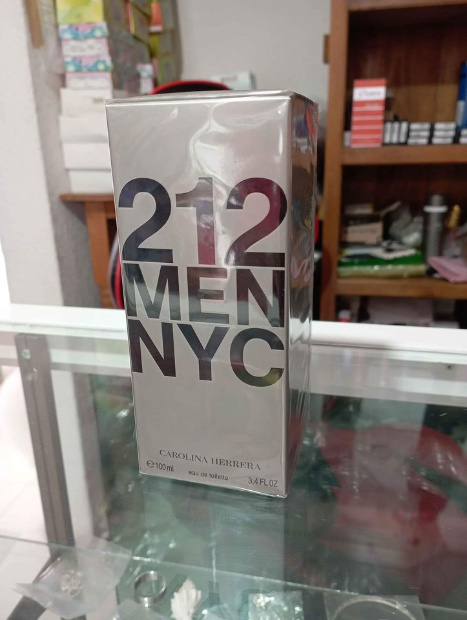 212
MEN
NYC
CAROLINA HERRERA
℮100ml eau de toilette 3.4 FL OZ